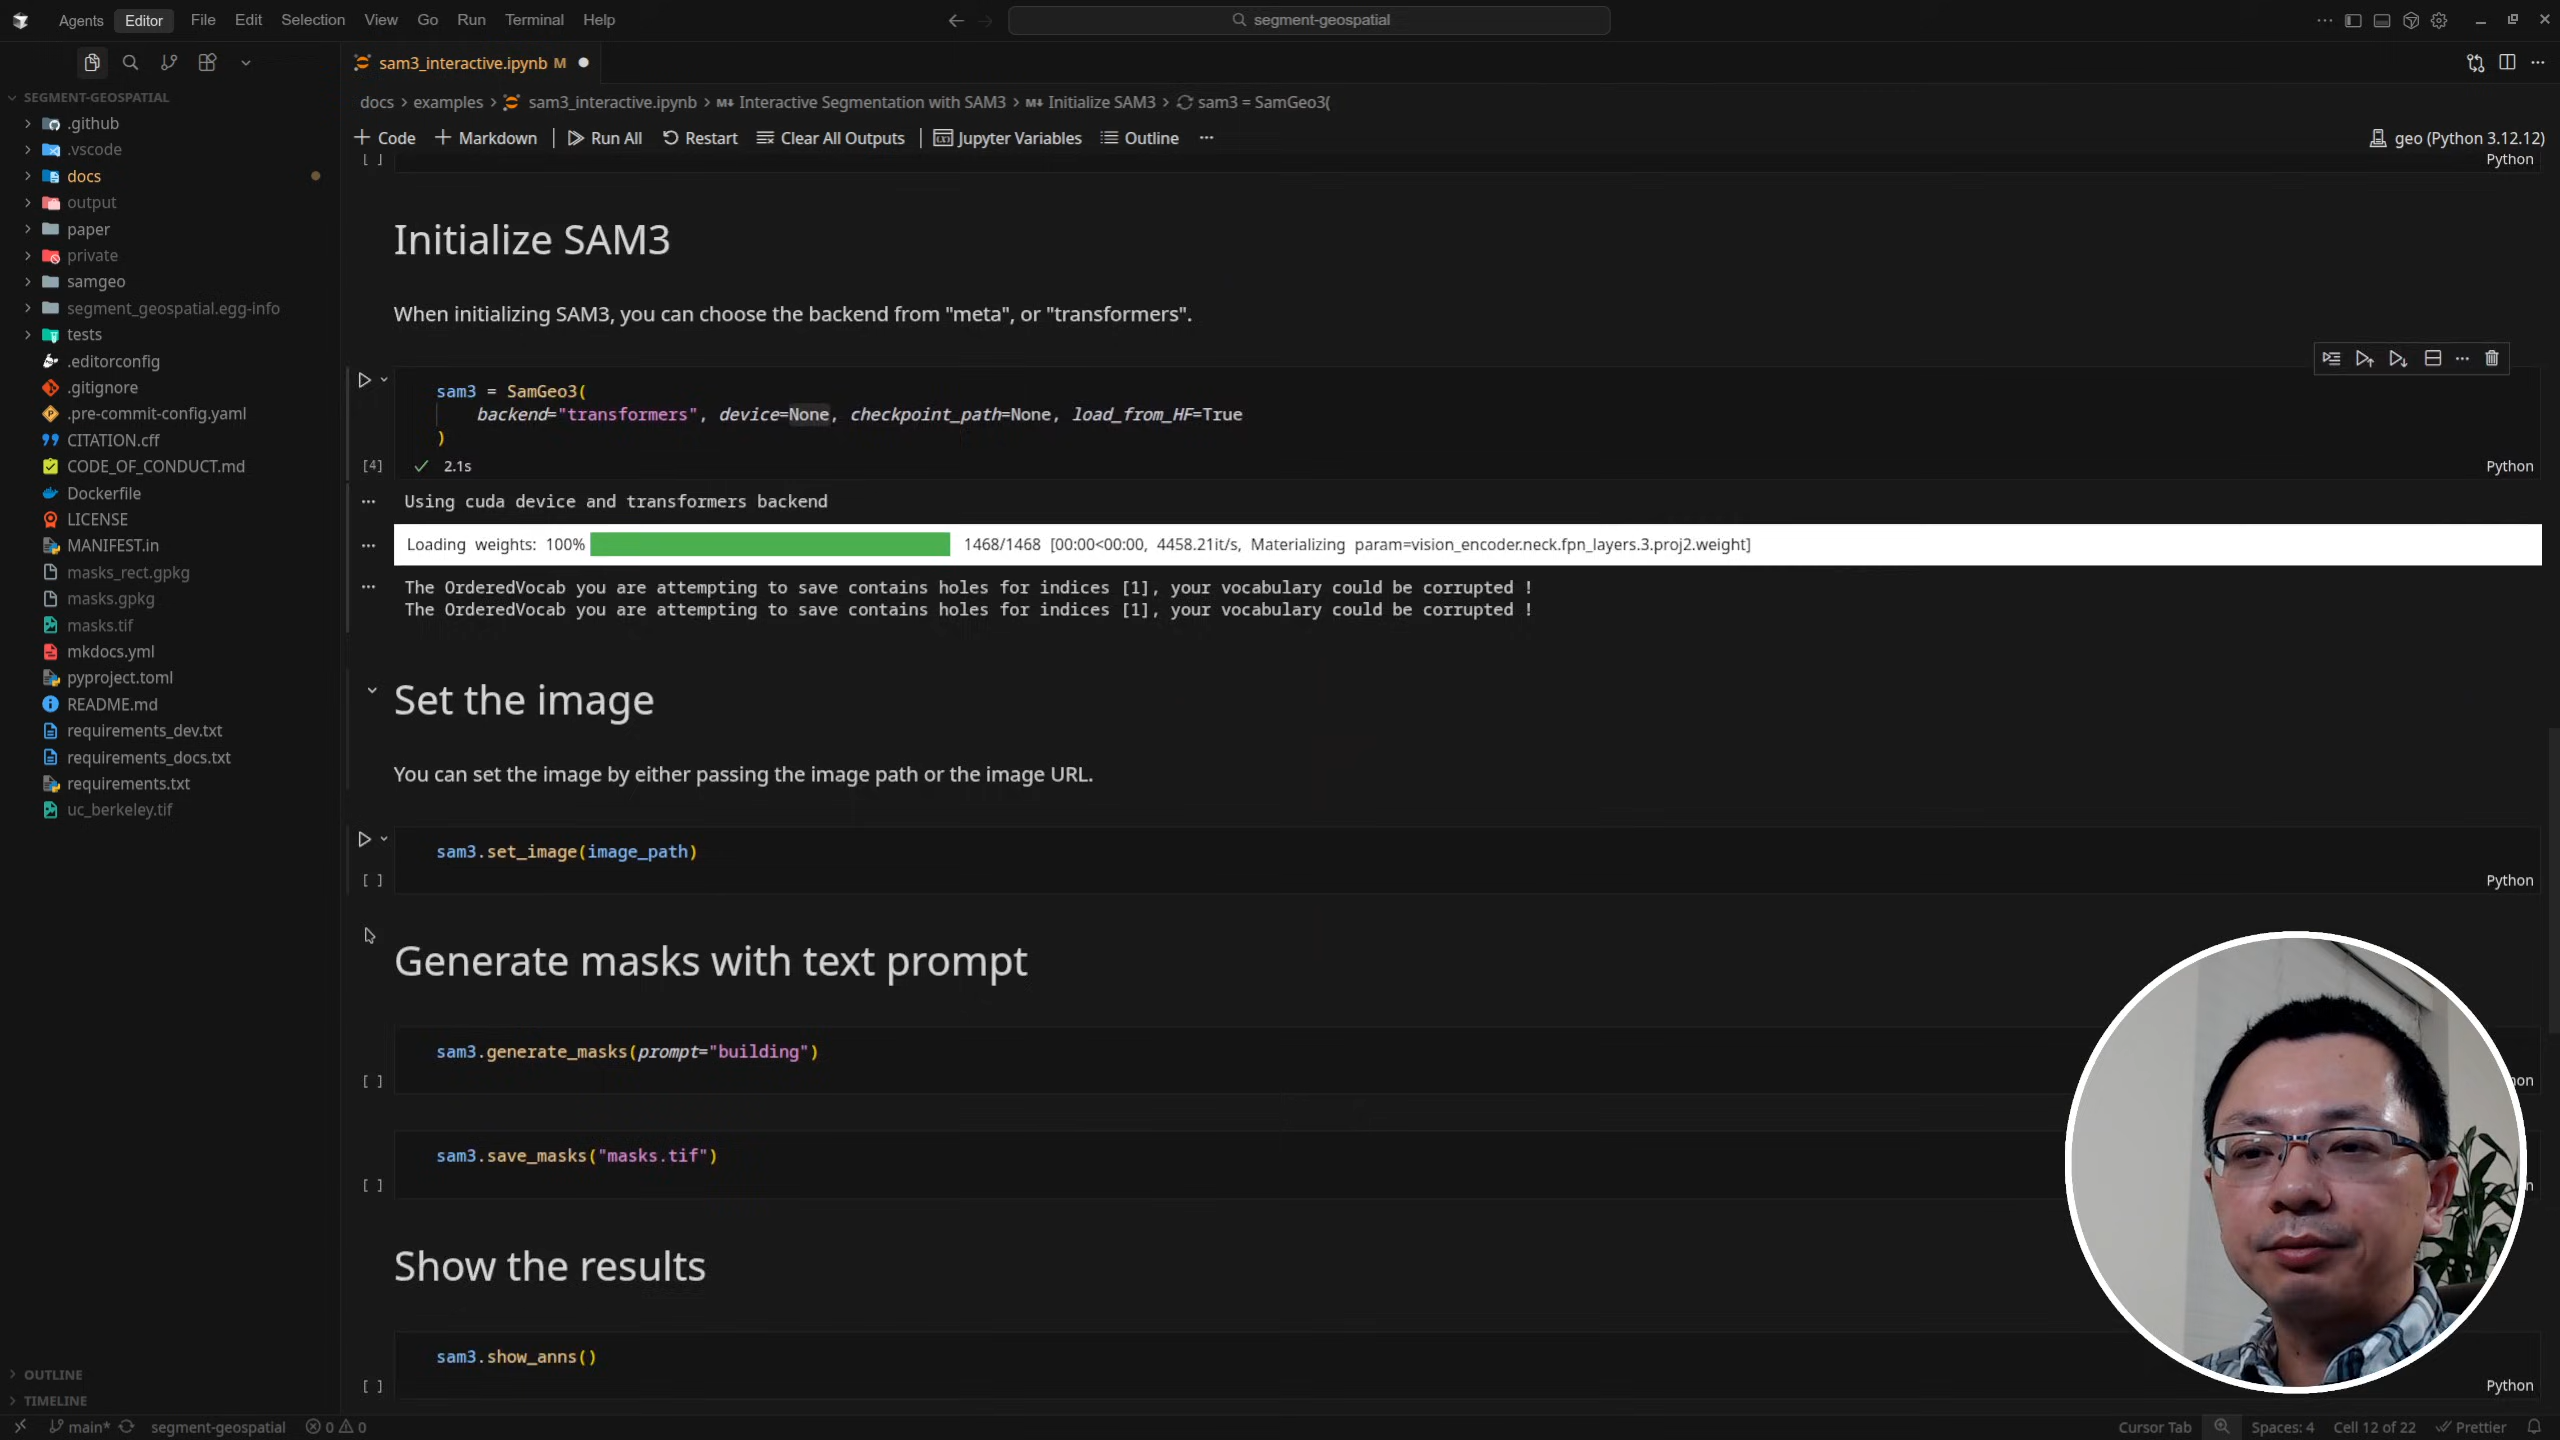 Agents Editor File Edit Selection View Go Run Terminal Help
segment-geospatial
sam3_interactive.ipynb M
SEGMENT-GEOSPATIAL
.github
.vscode
docs
output
paper
private
samgeo
segment_geospatial.egg-info
tests
.editorconfig
.gitignore
.pre-commit-config.yaml
CITATION.cff
CODE_OF_CONDUCT.md
Dockerfile
LICENSE
MANIFEST.in
masks_rect.gpkg
masks.gpkg
masks.tif
mkdocs.yml
pyproject.toml
README.md
requirements_dev.txt
requirements_docs.txt
requirements.txt
uc_berkeley.tif
OUTLINE
TIMELINE
docs > examples > sam3_interactive.ipynb > M↓ Interactive Segmentation with SAM3 > M↓ Initialize SAM3 > sam3 = SamGeo3(
+ Code + Markdown Run All Restart Clear All Outputs Jupyter Variables Outline ...
geo (Python 3.12.12)
[ ]
Python
Initialize SAM3
When initializing SAM3, you can choose the backend from "meta", or "transformers".
sam3 = SamGeo3(
backend="transformers", device=None, checkpoint_path=None, load_from_HF=True
)
[4] ✓ 2.1s
Python
Using cuda device and transformers backend
Loading weights: 100% 1468/1468 [00:00<00:00, 4458.21it/s, Materializing param=vision_encoder.neck.fpn_layers.3.proj2.weight]
The OrderedVocab you are attempting to save contains holes for indices [1], your vocabulary could be corrupted !
The OrderedVocab you are attempting to save contains holes for indices [1], your vocabulary could be corrupted !
Set the image
You can set the image by either passing the image path or the image URL.
sam3.set_image(image_path)
[ ]
Python
Generate masks with text prompt
sam3.generate_masks(prompt="building")
[ ]
sam3.save_masks("masks.tif")
[ ]
Show the results
sam3.show_anns()
[ ]
Python
main* segment-geospatial 0 0
Cursor Tab Spaces: 4 Cell 12 of 22 Prettier